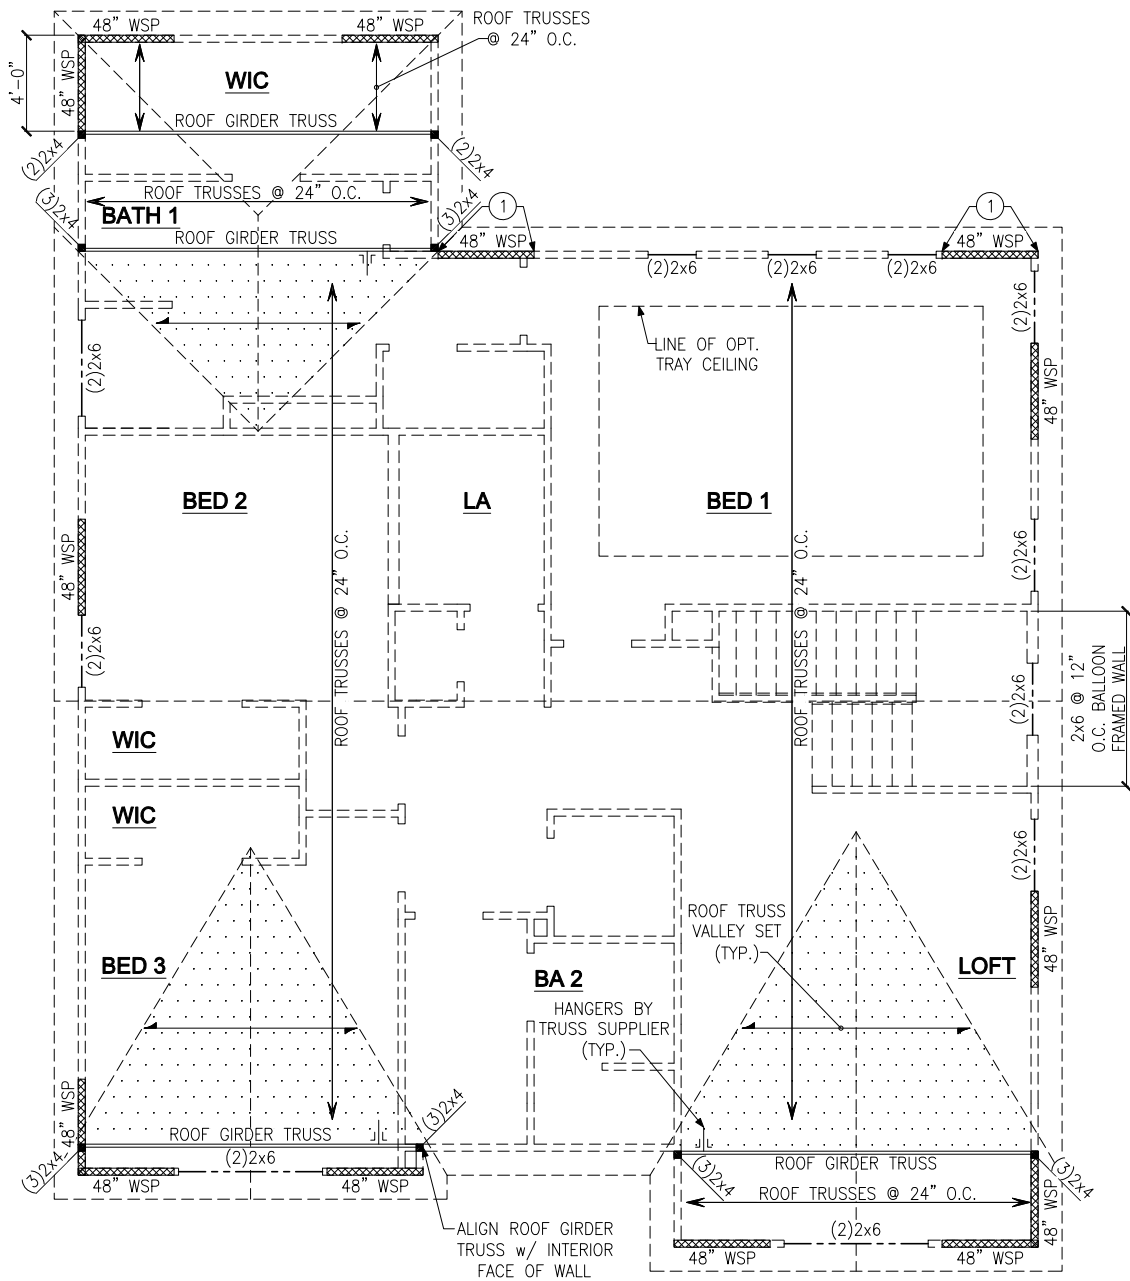 48" WSP
48" WSP
ROOF TRUSSES
@ 24" O.C.
4'-0"
48" WSP
WIC
ROOF GIRDER TRUSS
(2)2x4
(2)2x4
ROOF TRUSSES @ 24" O.C.
(3)2x4
(3)2x4
BATH 1
1
1
ROOF GIRDER TRUSS
48" WSP
48" WSP
(2)2x6
(2)2x6
(2)2x6
(2)2x6
LINE OF OPT.
TRAY CEILING
(2)2x6
48" WSP
BED 2
LA
BED 1
48" WSP
ROOF TRUSSES @ 24" O.C.
ROOF TRUSSES @ 24" O.C.
(2)2x6
(2)2x6
(2)2x6
2x6 @ 12"
O.C. BALLOON
FRAMED WALL
WIC
WIC
(2)2x6
ROOF TRUSS
VALLEY SET
(TYP.)
48" WSP
BED 3
BA 2
LOFT
HANGERS BY
TRUSS SUPPLIER
(TYP.)
48" WSP
(3)2x4
ROOF GIRDER TRUSS
(2)2x6
(3)2x4
48" WSP
48" WSP
ROOF GIRDER TRUSS
(3)2x4
(3)2x4
ROOF TRUSSES @ 24" O.C.
48" WSP
ALIGN ROOF GIRDER
TRUSS w/ INTERIOR
FACE OF WALL
(2)2x6
48" WSP
48" WSP